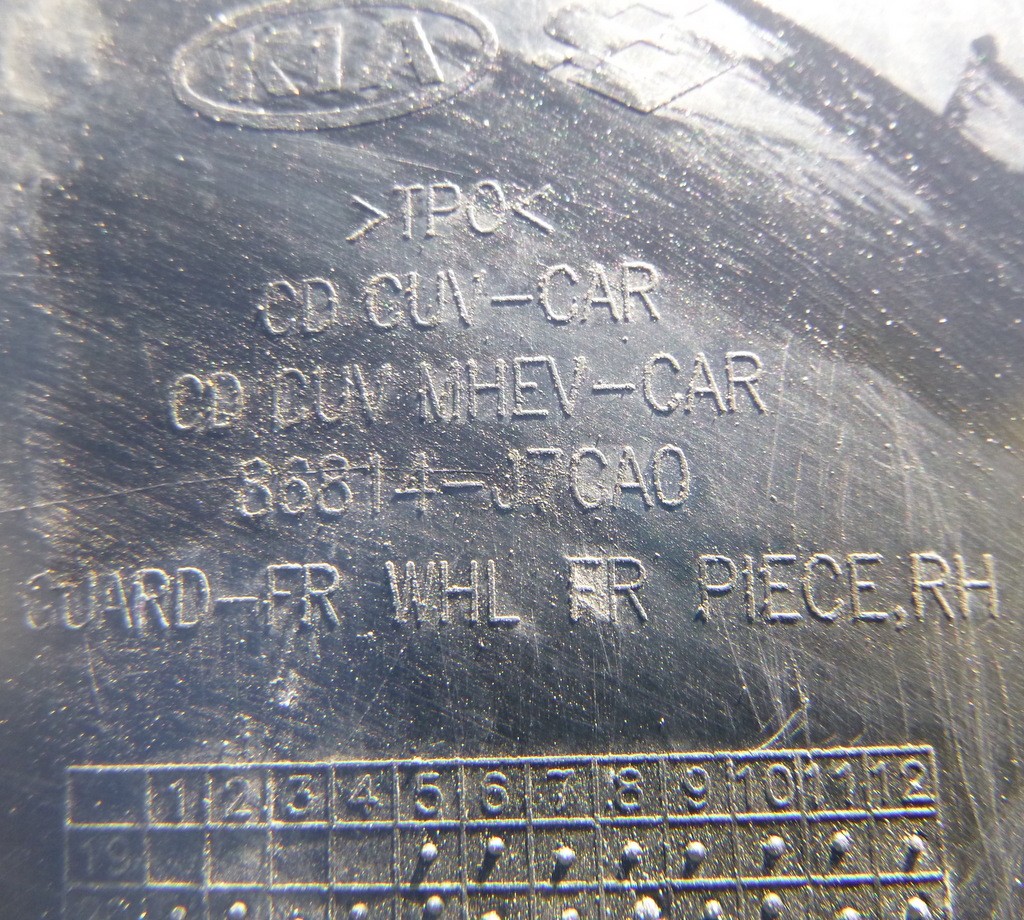 KIA
>TPO<
CD CUV-CAR
CD CUV MHEV-CAR
86814-J7CA0
GUARD-FR WHL FR PIECE,RH
1 2 3 4 5 6 7 8 9 10 11 12
19